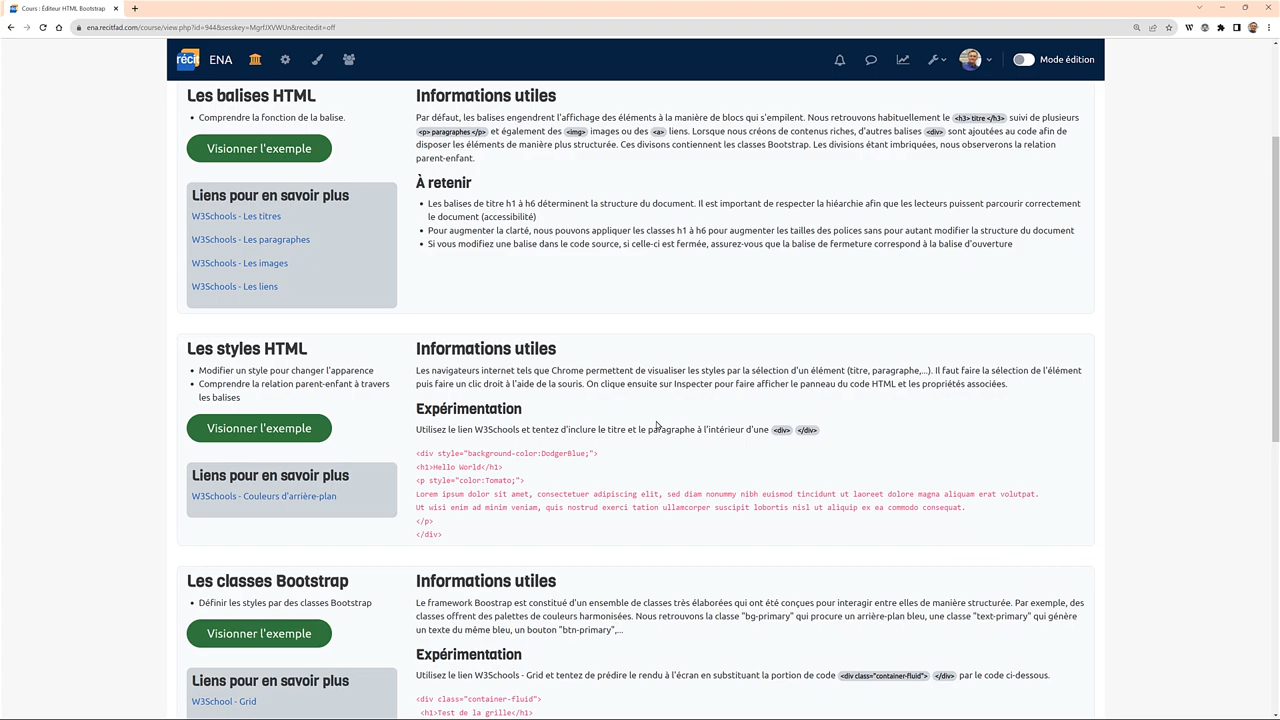 Cours : Éditeur HTML Bootstrap
ena.recitfad.com/course/view.php?id=944&sesskey=MgrfJXVWUn&recitedit=off
récit ENA
Mode édition
Les balises HTML
Comprendre la fonction de la balise.
Visionner l'exemple
Liens pour en savoir plus
W3Schools - Les titres
W3Schools - Les paragraphes
W3Schools - Les images
W3Schools - Les liens
Informations utiles
Par défaut, les balises engendrent l'affichage des éléments à la manière de blocs qui s'empilent. Nous retrouvons habituellement le <h3> titre </h3> suivi de plusieurs
<p> paragraphes </p> et également des <img> images ou des <a> liens. Lorsque nous créons de contenus riches, d'autres balises <div> sont ajoutées au code afin de
disposer les éléments de manière plus structurée. Ces divisons contiennent les classes Bootstrap. Les divisions étant imbriquées, nous observerons la relation
parent-enfant.
À retenir
Les balises de titre h1 à h6 déterminent la structure du document. Il est important de respecter la hiéarchie afin que les lecteurs puissent parcourir correctement
le document (accessibilité)
Pour augmenter la clarté, nous pouvons appliquer les classes h1 à h6 pour augmenter les tailles des polices sans pour autant modifier la structure du document
Si vous modifiez une balise dans le code source, si celle-ci est fermée, assurez-vous que la balise de fermeture correspond à la balise d'ouverture
Les styles HTML
Modifier un style pour changer l'apparence
Comprendre la relation parent-enfant à travers
les balises
Visionner l'exemple
Liens pour en savoir plus
W3Schools - Couleurs d'arrière-plan
Informations utiles
Les navigateurs internet tels que Chrome permettent de visualiser les styles par la sélection d'un élément (titre, paragraphe,...). Il faut faire la sélection de l'élément
puis faire un clic droit à l'aide de la souris. On clique ensuite sur Inspecter pour faire afficher le panneau du code HTML et les propriétés associées.
Expérimentation
Utilisez le lien W3Schools et tentez d'inclure le titre et le paragraphe à l'intérieur d'une <div> </div>
<div style="background-color:DodgerBlue;">
<h1>Hello World</h1>
<p style="color:Tomato;">
Lorem ipsum dolor sit amet, consectetuer adipiscing elit, sed diam nonummy nibh euismod tincidunt ut laoreet dolore magna aliquam erat volutpat.
Ut wisi enim ad minim veniam, quis nostrud exerci tation ullamcorper suscipit lobortis nisl ut aliquip ex ea commodo consequat.
</p>
</div>
Les classes Bootstrap
Définir les styles par des classes Bootstrap
Visionner l'exemple
Liens pour en savoir plus
W3School - Grid
Informations utiles
Le framework Boostrap est constitué d'un ensemble de classes très élaborées qui ont été conçues pour interagir entre elles de manière structurée. Par exemple, des
classes offrent des palettes de couleurs harmonisées. Nous retrouvons la classe "bg-primary" qui procure un arrière-plan bleu, une classe "text-primary" qui génère
un texte du même bleu, un bouton "btn-primary",...
Expérimentation
Utilisez le lien W3Schools - Grid et tentez de prédire le rendu à l'écran en substituant la portion de code <div class="container-fluid"> </div> par le code ci-dessous.
<div class="container-fluid">
<h1>Test de la grille</h1>